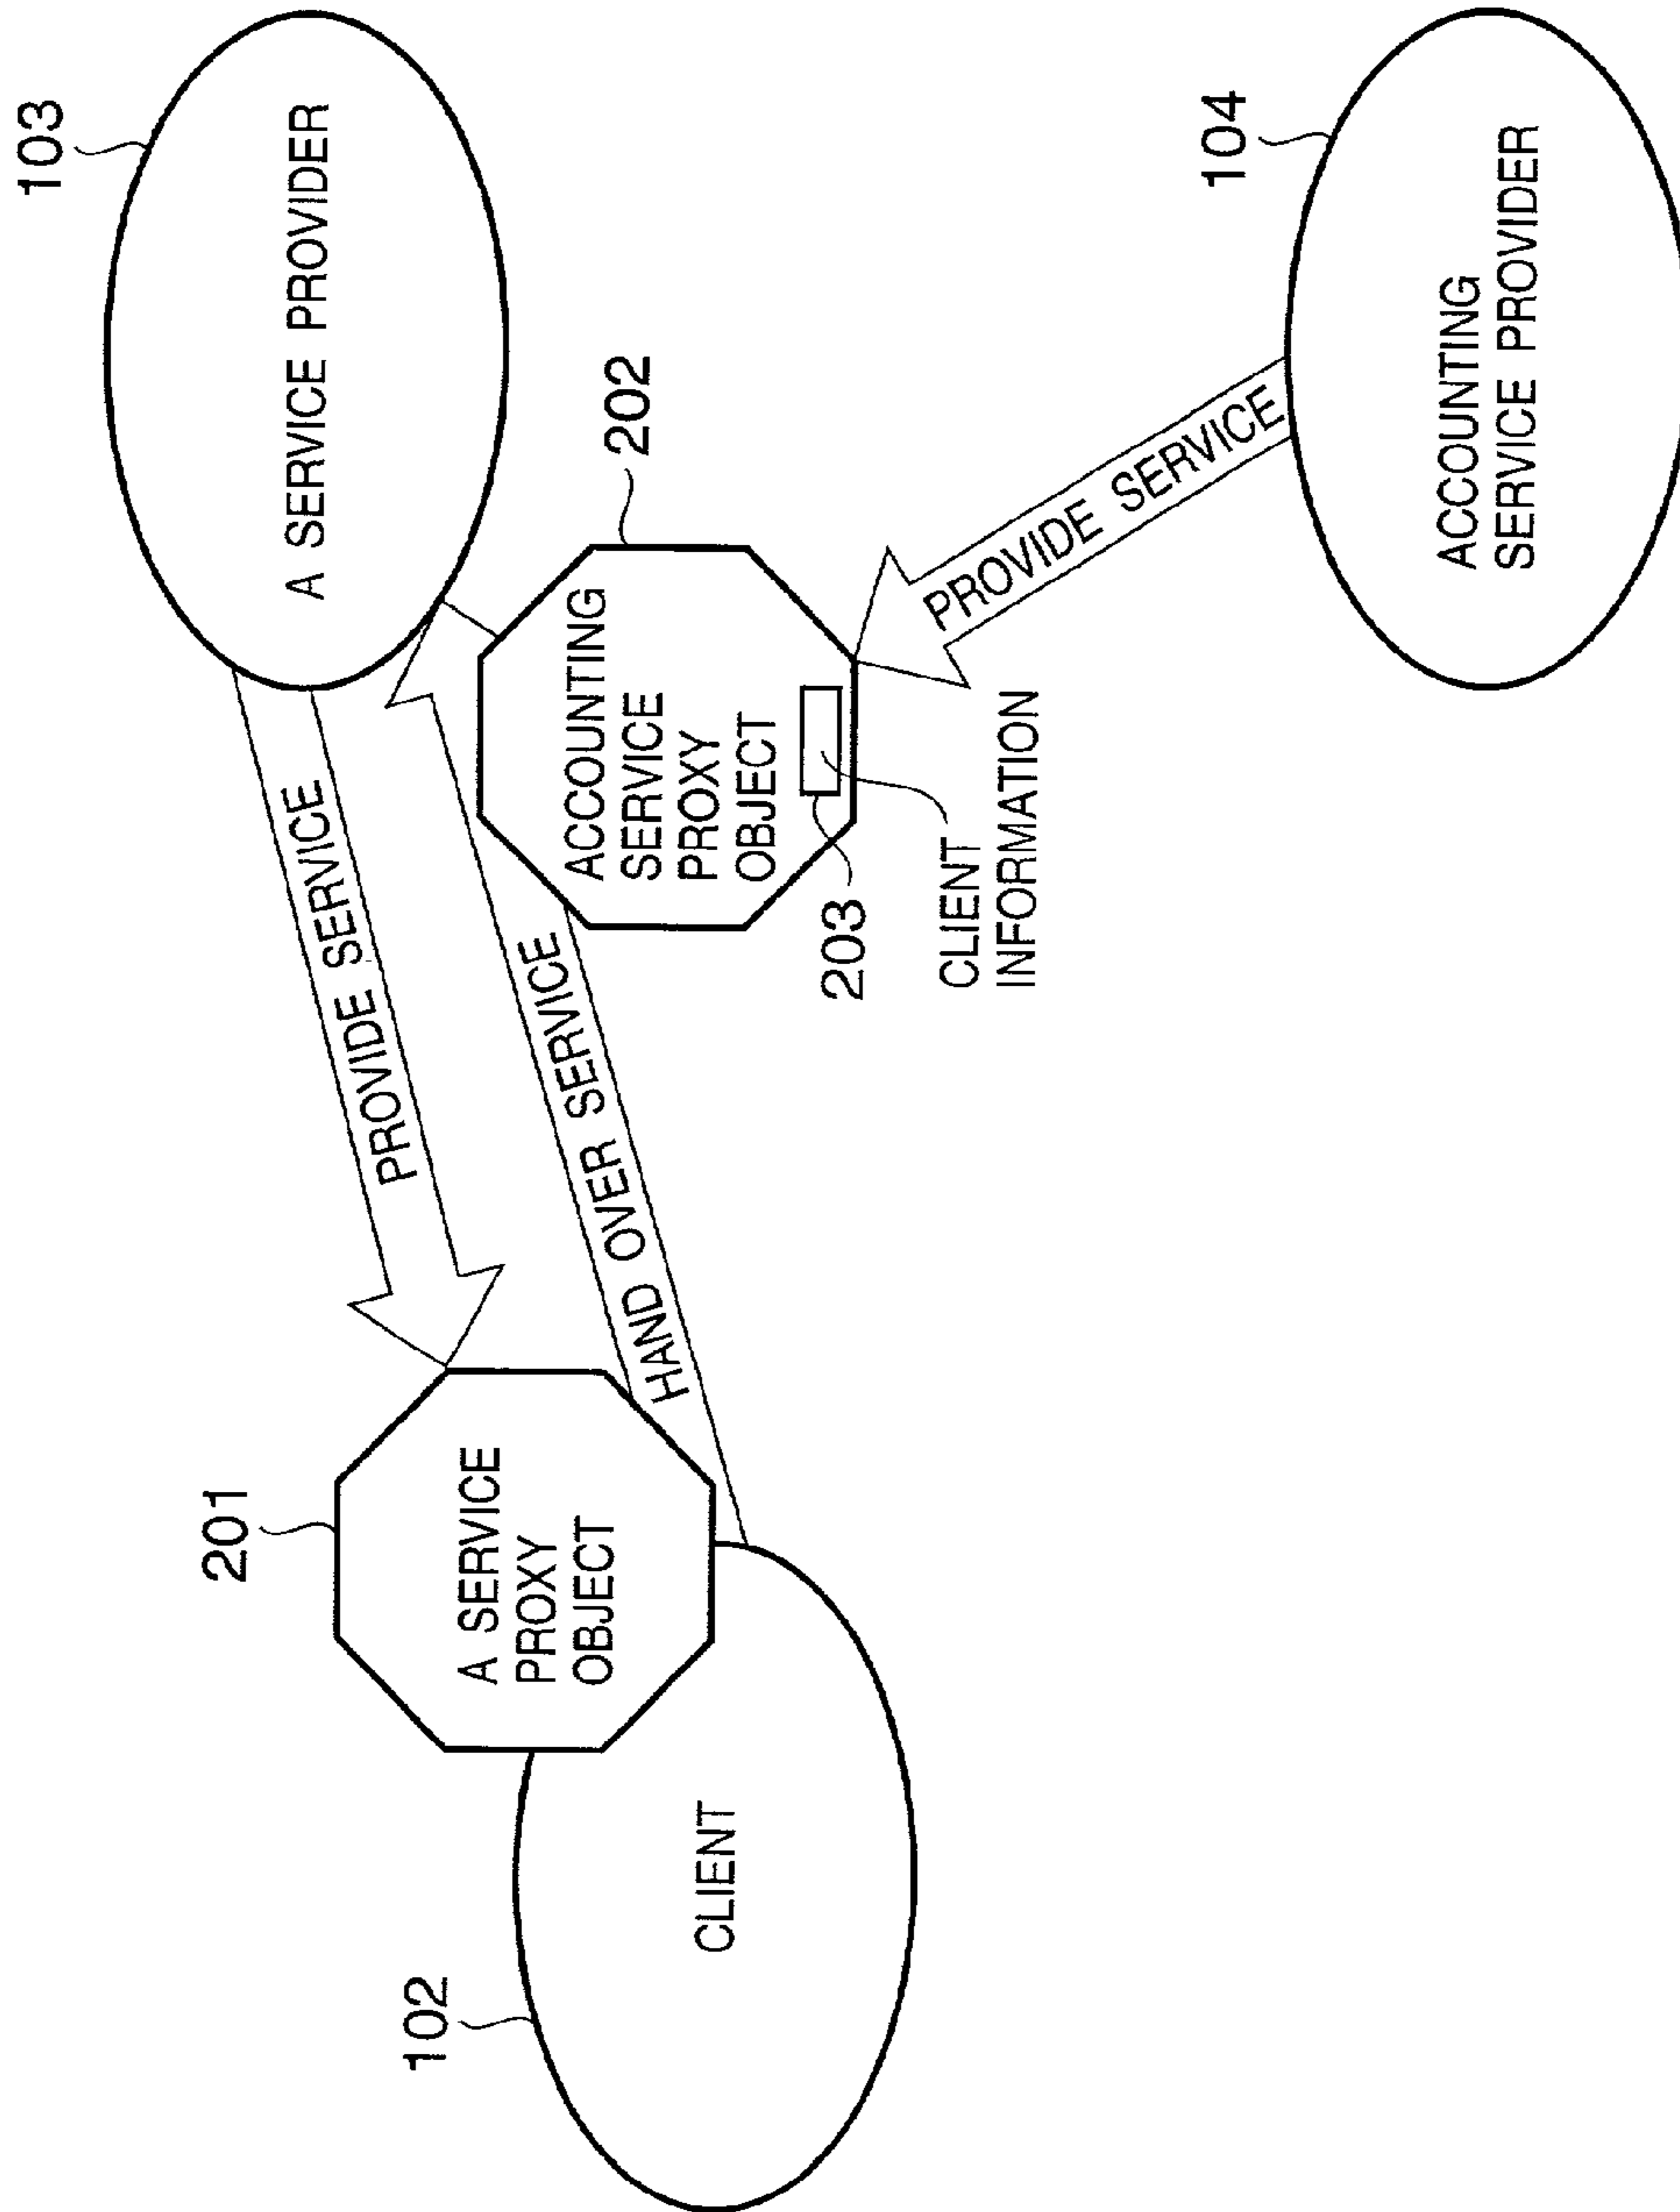 103
A SERVICE PROVIDER
201
A SERVICE
PROXY
OBJECT
PROVIDE SERVICE
102
CLIENT
HAND OVER SERVICE
202
ACCOUNTING
SERVICE
PROXY
OBJECT
203
CLIENT
INFORMATION
PROVIDE SERVICE
104
ACCOUNTING
SERVICE PROVIDER